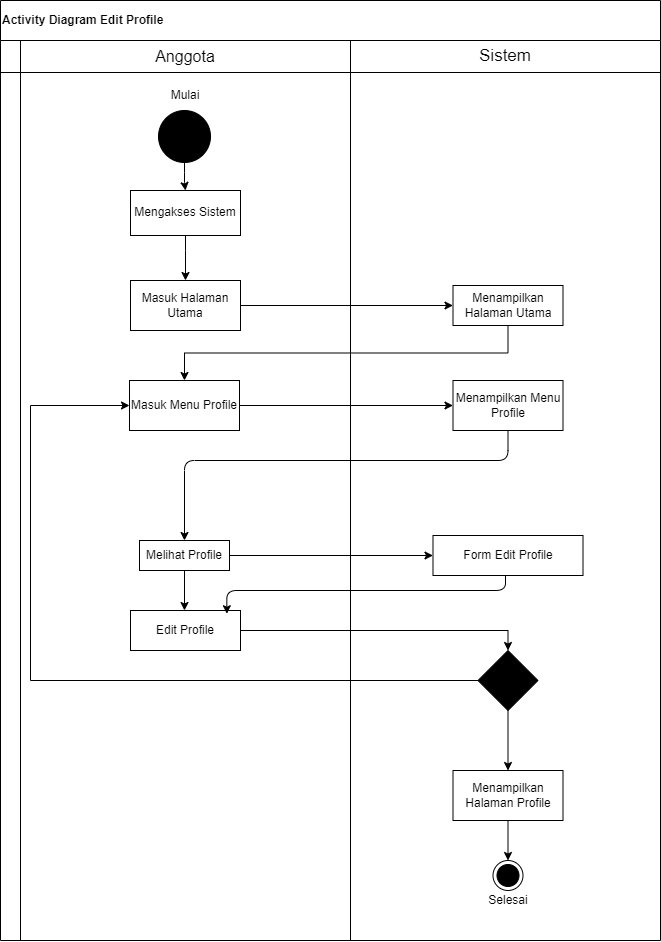 Activity Diagram Edit Profile
Anggota
Sistem
Mulai
Mengakses Sistem
Masuk Halaman
Utama
Menampilkan
Halaman Utama
Masuk Menu Profile
Menampilkan Menu
Profile
Melihat Profile
Form Edit Profile
Edit Profile
Menampilkan
Halaman Profile
Selesai